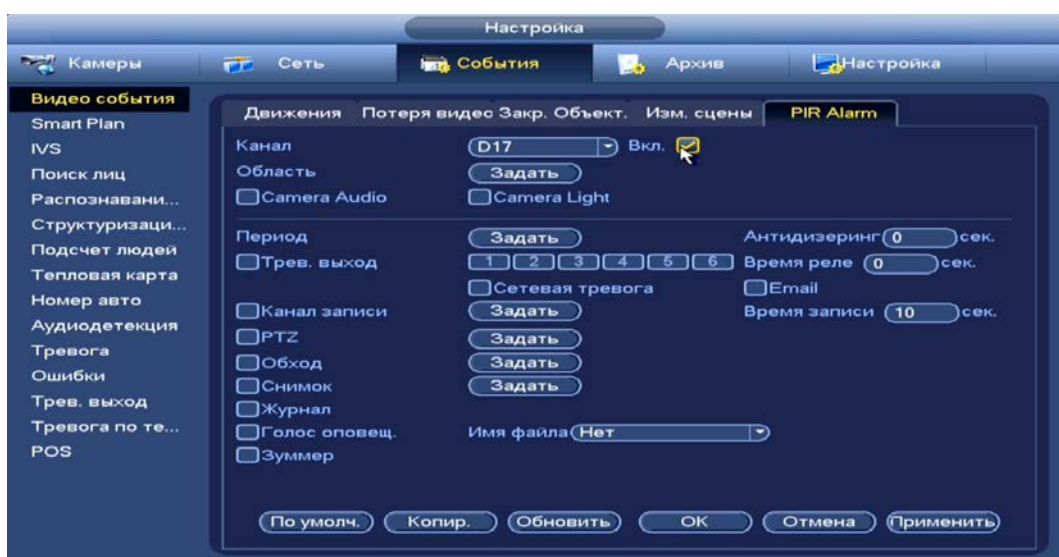 Настройка
Камеры Сеть События Архив Настройка
Видео события
Smart Plan
IVS
Поиск лиц
Распознавани...
Структуризаци...
Подсчет людей
Тепловая карта
Номер авто
Аудиодетекция
Тревога
Ошибки
Трев. выход
Тревога по те...
POS
Движения Потеря видео Закр. Объект. Изм. сцены PIR Alarm
Канал D17 Вкл.
Область Задать
Camera Audio Camera Light
Период Задать Антидизеринг 0 сек.
Трев. выход 1 2 3 4 5 6 Время реле 0 сек.
Сетевая тревога Email
Канал записи Задать Время записи 10 сек.
PTZ Задать
Обход Задать
Снимок Задать
Журнал
Голос оповещ. Имя файла Нет
Зуммер
По умолч. Копир. Обновить ОК Отмена Применить